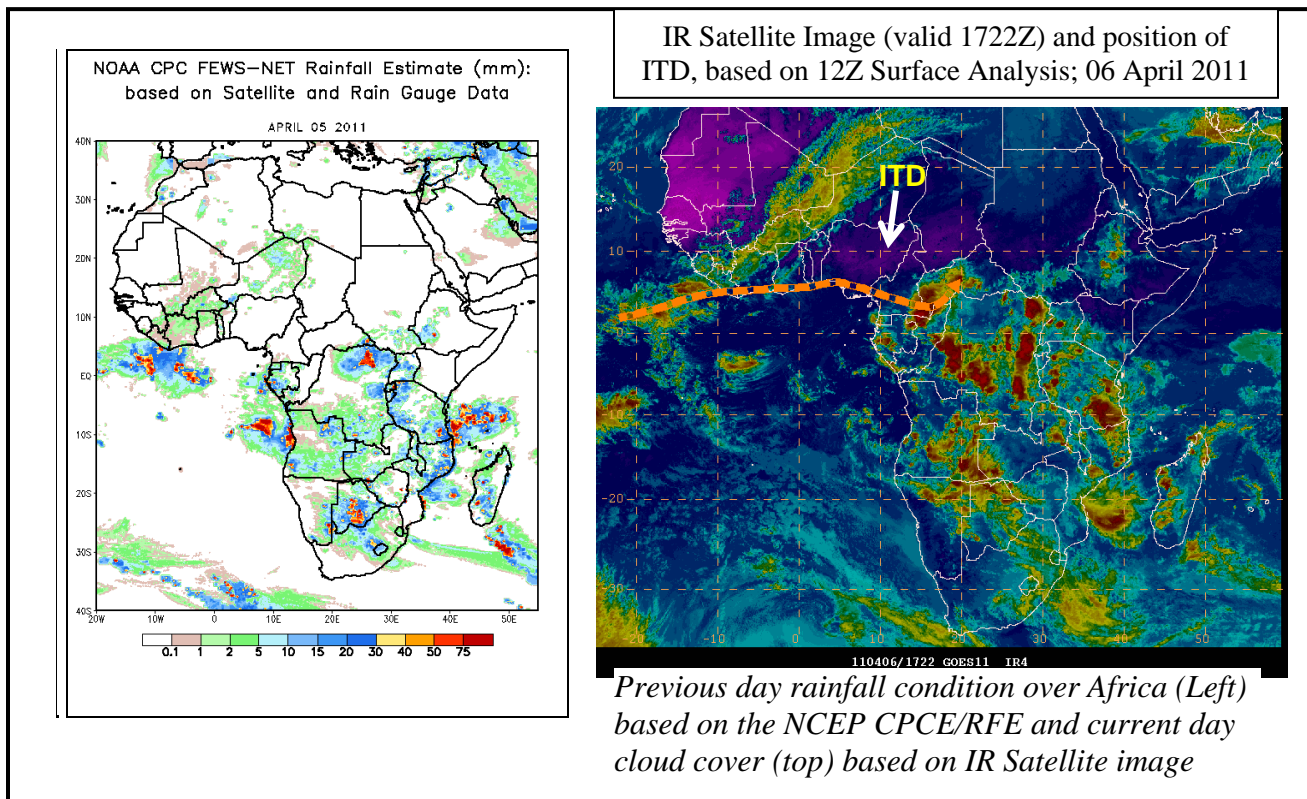 NOAA CPC FEWS-NET Rainfall Estimate (mm):
based on Satellite and Rain Gauge Data
APRIL 05 2011
40N
30N
20N
10N
EQ
10S
20S
30S
40S
20W 10W 0 10E 20E 30E 40E 50E
0.1 1 2 5 10 15 20 30 40 50 75
IR Satellite Image (valid 1722Z) and position of
ITD, based on 12Z Surface Analysis; 06 April 2011
ITD
20
10
0
-10
-20
-30
-20 -10 0 10 20 30 40 50
110406/1722 GOES11 IR4
Previous day rainfall condition over Africa (Left)
based on the NCEP CPCE/RFE and current day
cloud cover (top) based on IR Satellite image